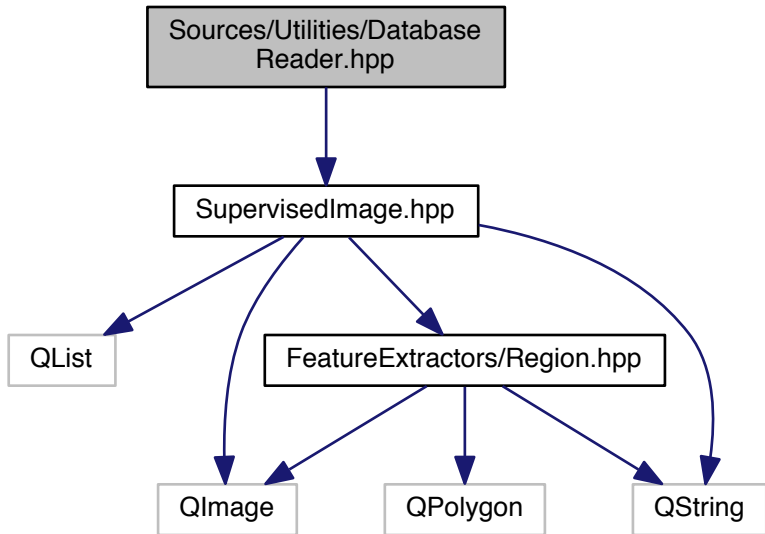 Sources/Utilities/Database
Reader.hpp
SupervisedImage.hpp
QList
FeatureExtractors/Region.hpp
QImage
QPolygon
QString